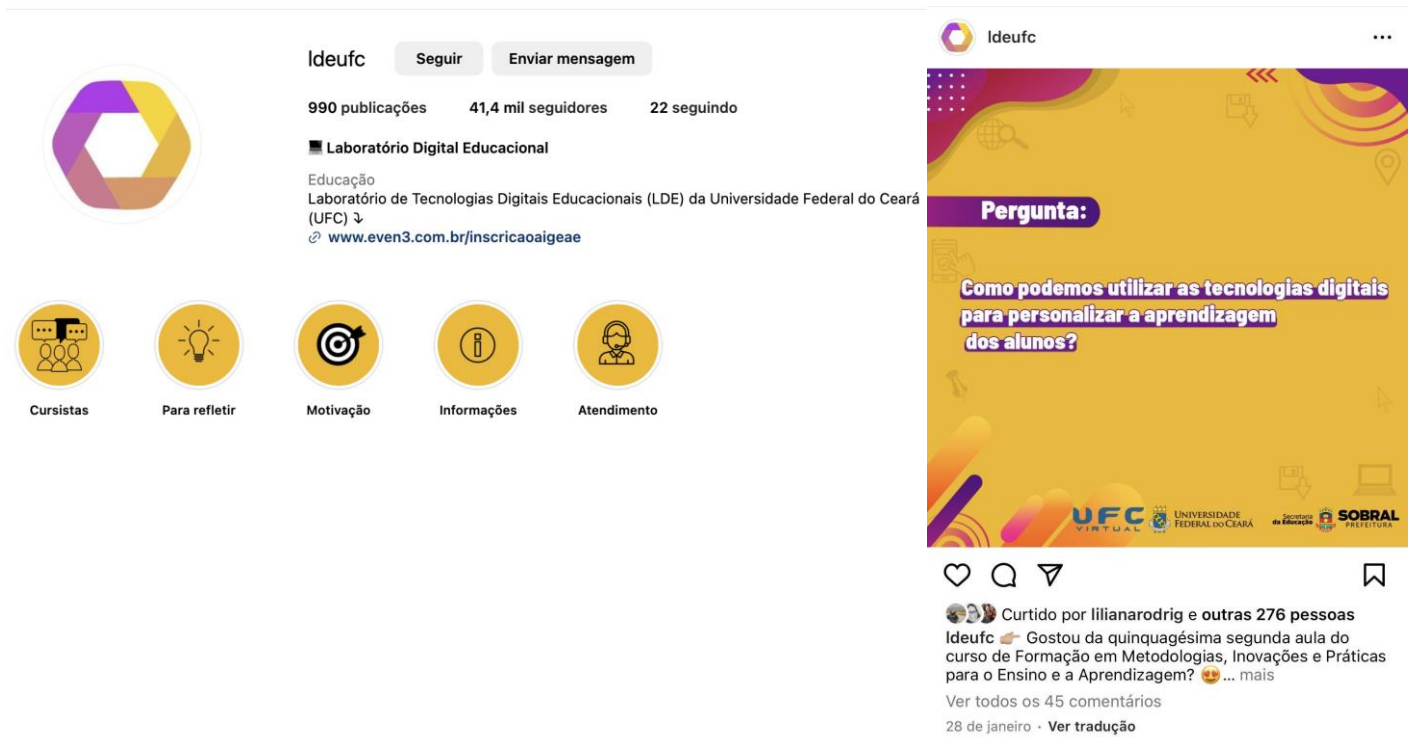 ldeufc
Seguir
Enviar mensagem
990 publicações
41,4 mil seguidores
22 seguindo
Laboratório Digital Educacional
Educação
Laboratório de Tecnologias Digitais Educacionais (LDE) da Universidade Federal do Ceará
(UFC) ⤵
www.even3.com.br/inscricaoaigeae
Cursistas
Para refletir
Motivação
Informações
Atendimento
ldeufc
Pergunta:
Como podemos utilizar as tecnologias digitais
para personalizar a aprendizagem
dos alunos?
UFC
VIRTUAL
UNIVERSIDADE
FEDERAL DO CEARÁ
Secretaria
da Educação
SOBRAL
PREFEITURA
Curtido por lilianarodrig e outras 276 pessoas
ldeufc 👉🏼 Gostou da quinquagésima segunda aula do
curso de Formação em Metodologias, Inovações e Práticas
para o Ensino e a Aprendizagem? 😍... mais
Ver todos os 45 comentários
28 de janeiro · Ver tradução